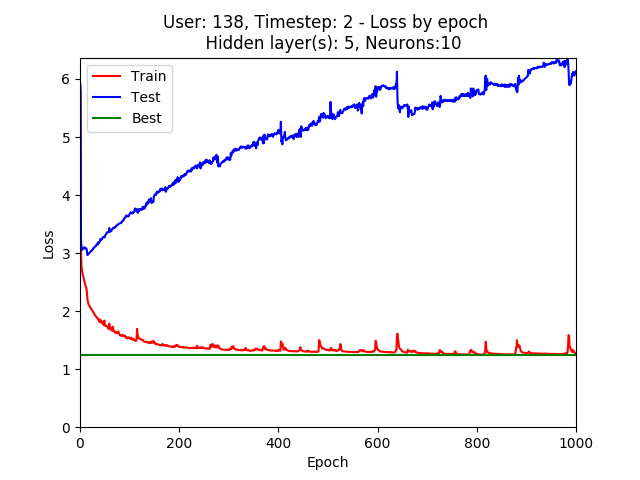 User: 138, Timestep: 2 - Loss by epoch
Hidden layer(s): 5, Neurons:10
Train
Test
Best
6
5
4
3
2
1
0
Loss
0 200 400 600 800 1000
Epoch